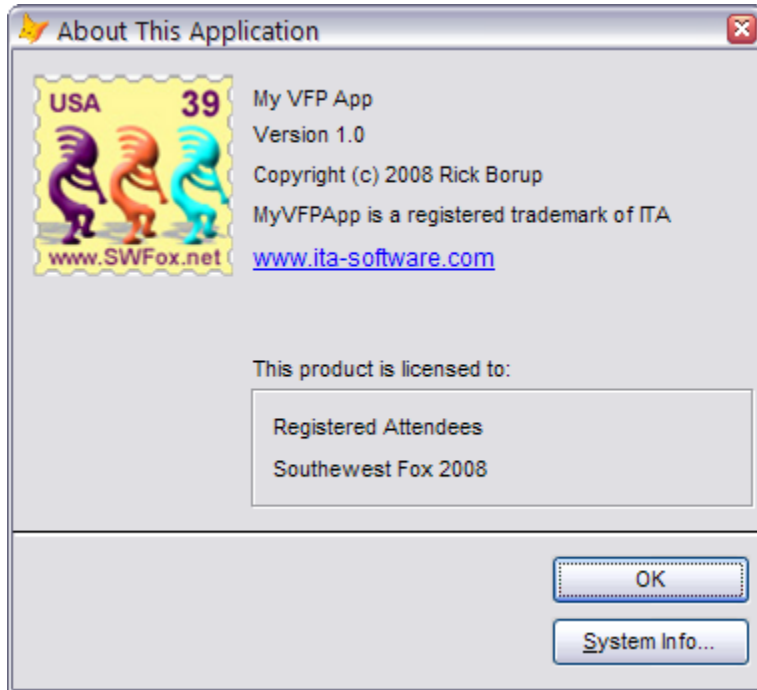 About This Application
USA 39
www.SWFox.net
My VFP App
Version 1.0
Copyright (c) 2008 Rick Borup
MyVFPApp is a registered trademark of ITA
www.ita-software.com
This product is licensed to:
Registered Attendees
Southewest Fox 2008
OK
System Info...